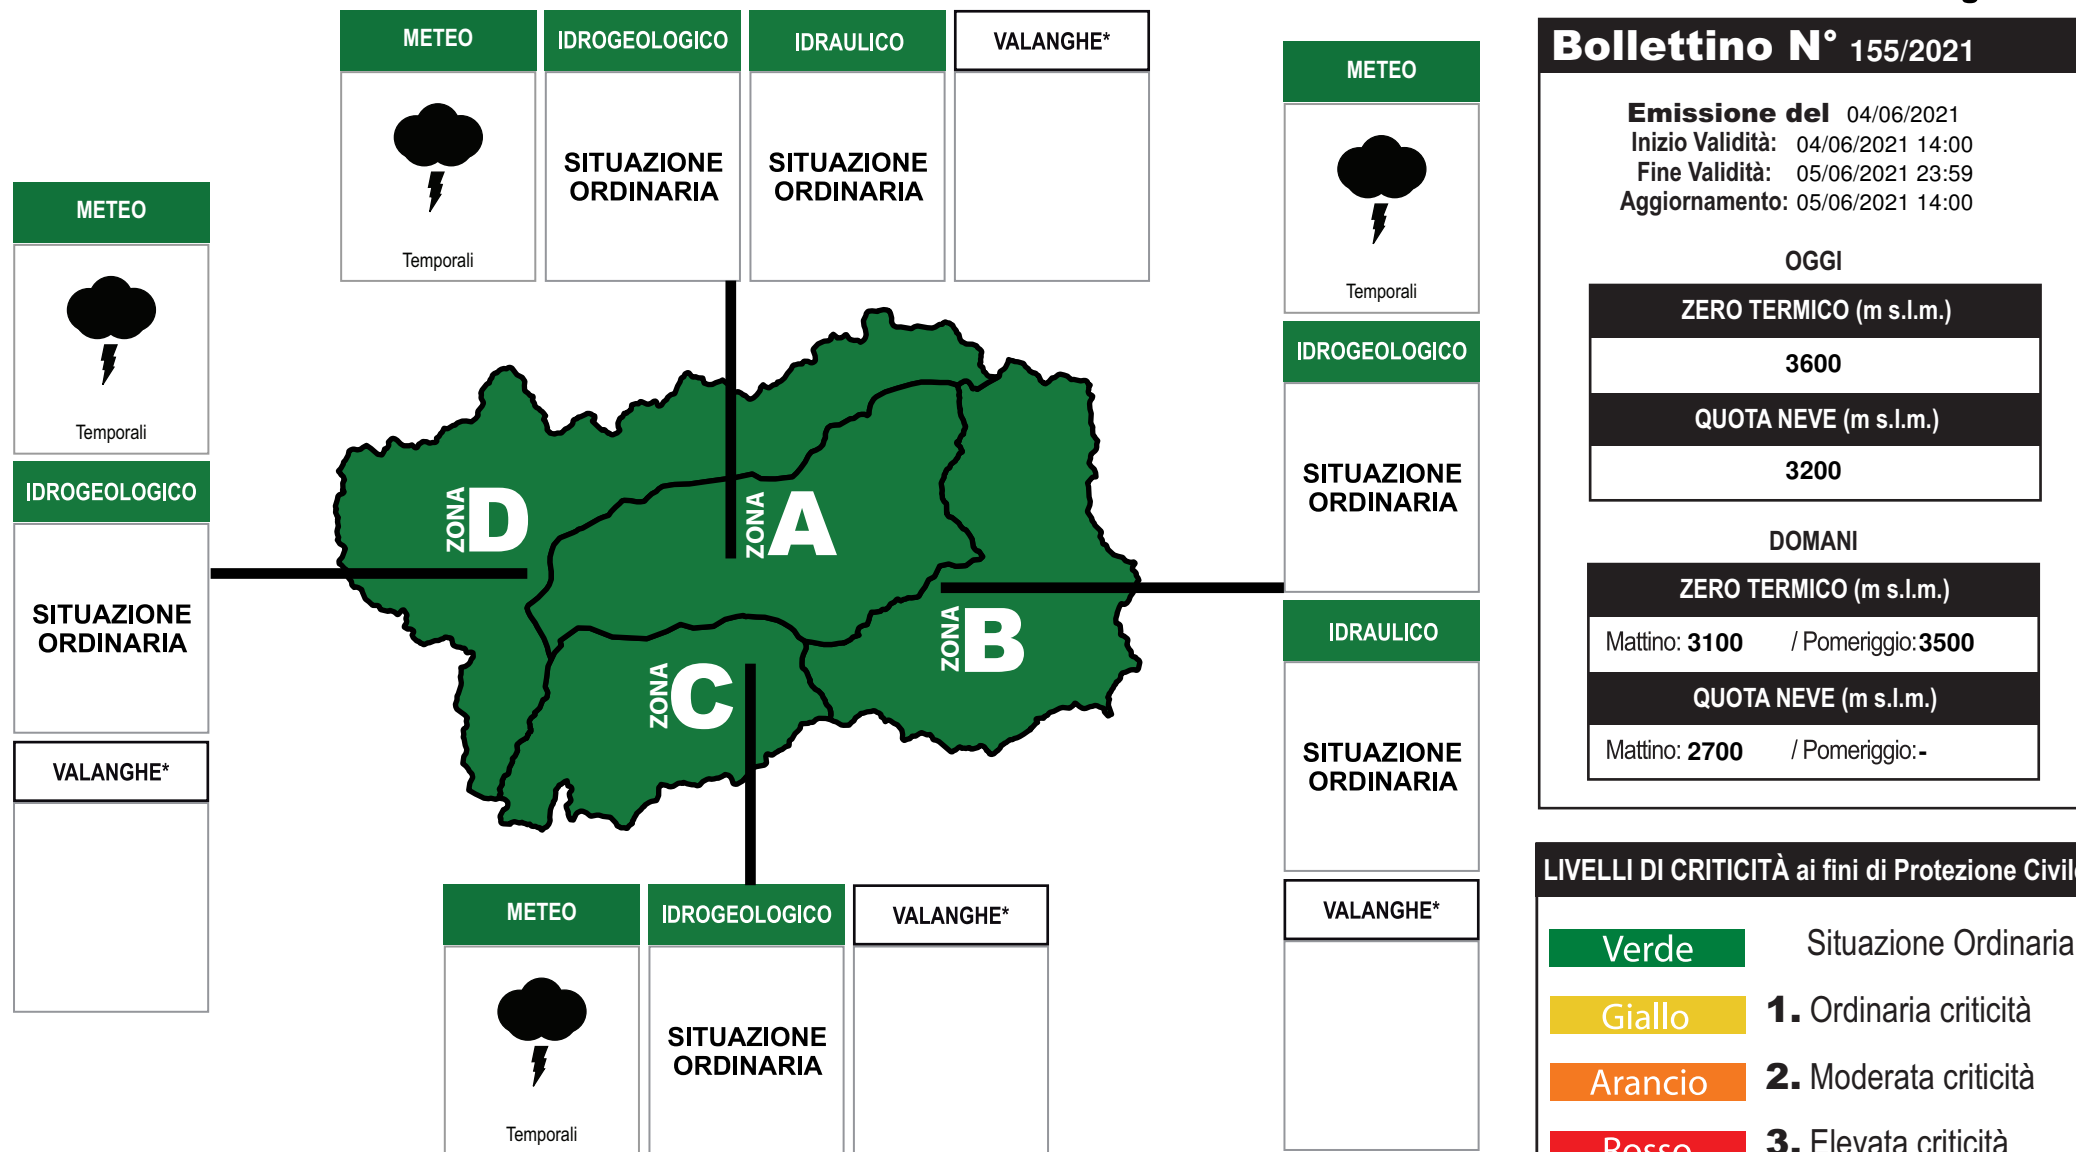 METEO
IDROGEOLOGICO
IDRAULICO
VALANGHE*
Temporali
SITUAZIONE
ORDINARIA
SITUAZIONE
ORDINARIA
METEO
Temporali
IDROGEOLOGICO
SITUAZIONE
ORDINARIA
VALANGHE*
ZONA D
ZONA A
ZONA B
ZONA C
METEO
Temporali
IDROGEOLOGICO
SITUAZIONE
ORDINARIA
IDRAULICO
SITUAZIONE
ORDINARIA
VALANGHE*
METEO
IDROGEOLOGICO
VALANGHE*
Temporali
SITUAZIONE
ORDINARIA
Bollettino N° 155/2021
Emissione del 04/06/2021
Inizio Validità: 04/06/2021 14:00
Fine Validità: 05/06/2021 23:59
Aggiornamento: 05/06/2021 14:00
OGGI
ZERO TERMICO (m s.l.m.)
3600
QUOTA NEVE (m s.l.m.)
3200
DOMANI
ZERO TERMICO (m s.l.m.)
Mattino: 3100 / Pomeriggio: 3500
QUOTA NEVE (m s.l.m.)
Mattino: 2700 / Pomeriggio: -
LIVELLI DI CRITICITÀ ai fini di Protezione Civile
Verde Situazione Ordinaria
Giallo 1. Ordinaria criticità
Arancio 2. Moderata criticità
Rosso 3. Elevata criticità